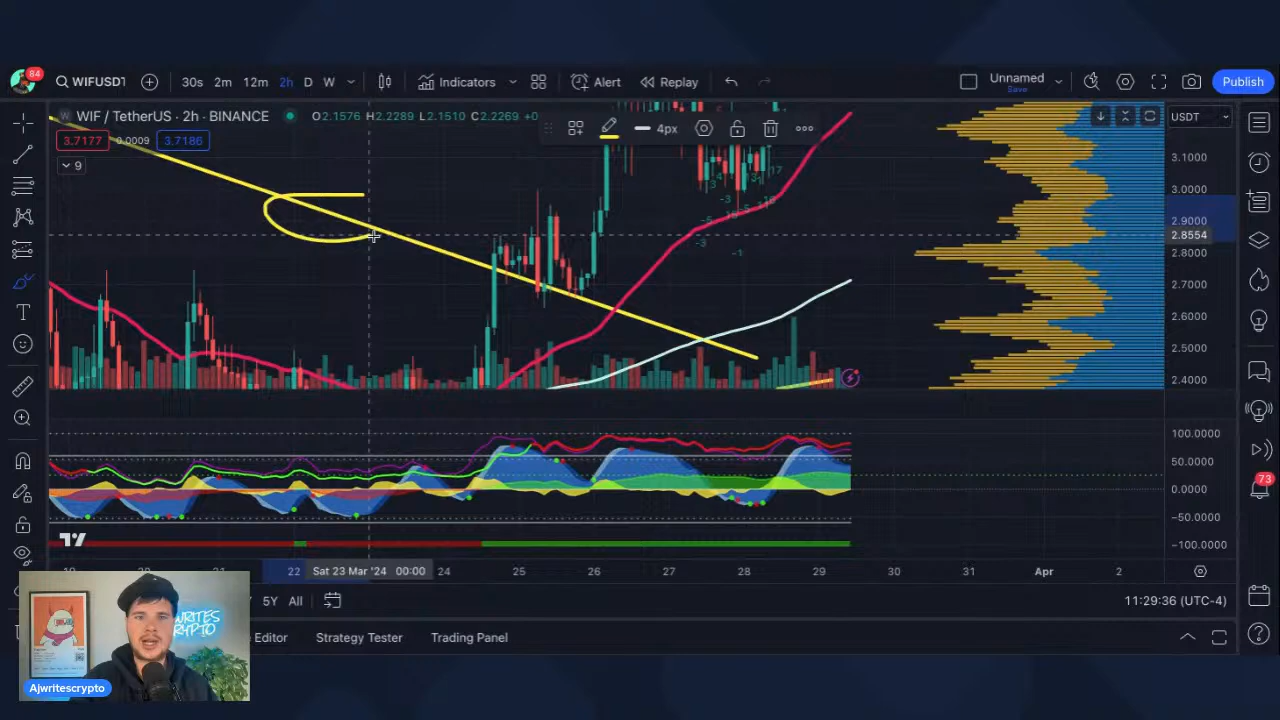 84
WIFUSDT
30s 2m 12m 2h D W
Indicators
Alert
Replay
Unnamed
Save
Publish
WIF / TetherUS · 2h · BINANCE
O2.1576 H2.2289 L2.1510 C2.2269 +0
USDT
3.7177 0.0009 3.7186
4px
9
3.1000
3.0000
2.9000
2.8554
2.8000
2.7000
2.6000
2.5000
2.4000
100.0000
50.0000
0.0000
−50.0000
−100.0000
73
20 21 22 Sat 23 Mar '24 00:00 24 25 26 27 28 29 30 31 Apr 2
5Y All
11:29:36 (UTC-4)
Editor Strategy Tester Trading Panel
Ajwritescrypto